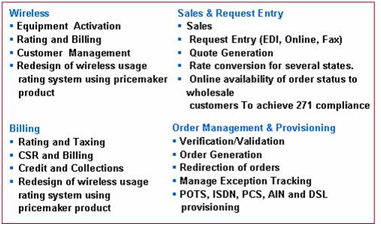 Wireless
▪ Equipment Activation
▪ Rating and Billing
▪ Customer Management
▪ Redesign of wireless usage
rating system using pricemaker
product
Sales & Request Entry
▪ Sales
▪ Request Entry (EDI, Online, Fax)
▪ Quote Generation
▪ Rate conversion for several states.
▪ Online availability of order status to
wholesale
customers To achieve 271 compliance
Billing
▪ Rating and Taxing
▪ CSR and Billing
▪ Credit and Collections
▪ Redesign of wireless usage
rating system using
pricemaker product
Order Management & Provisioning
▪ Verification/Validation
▪ Order Generation
▪ Redirection of orders
▪ Manage Exception Tracking
▪ POTS, ISDN, PCS, AIN and DSL
provisioning